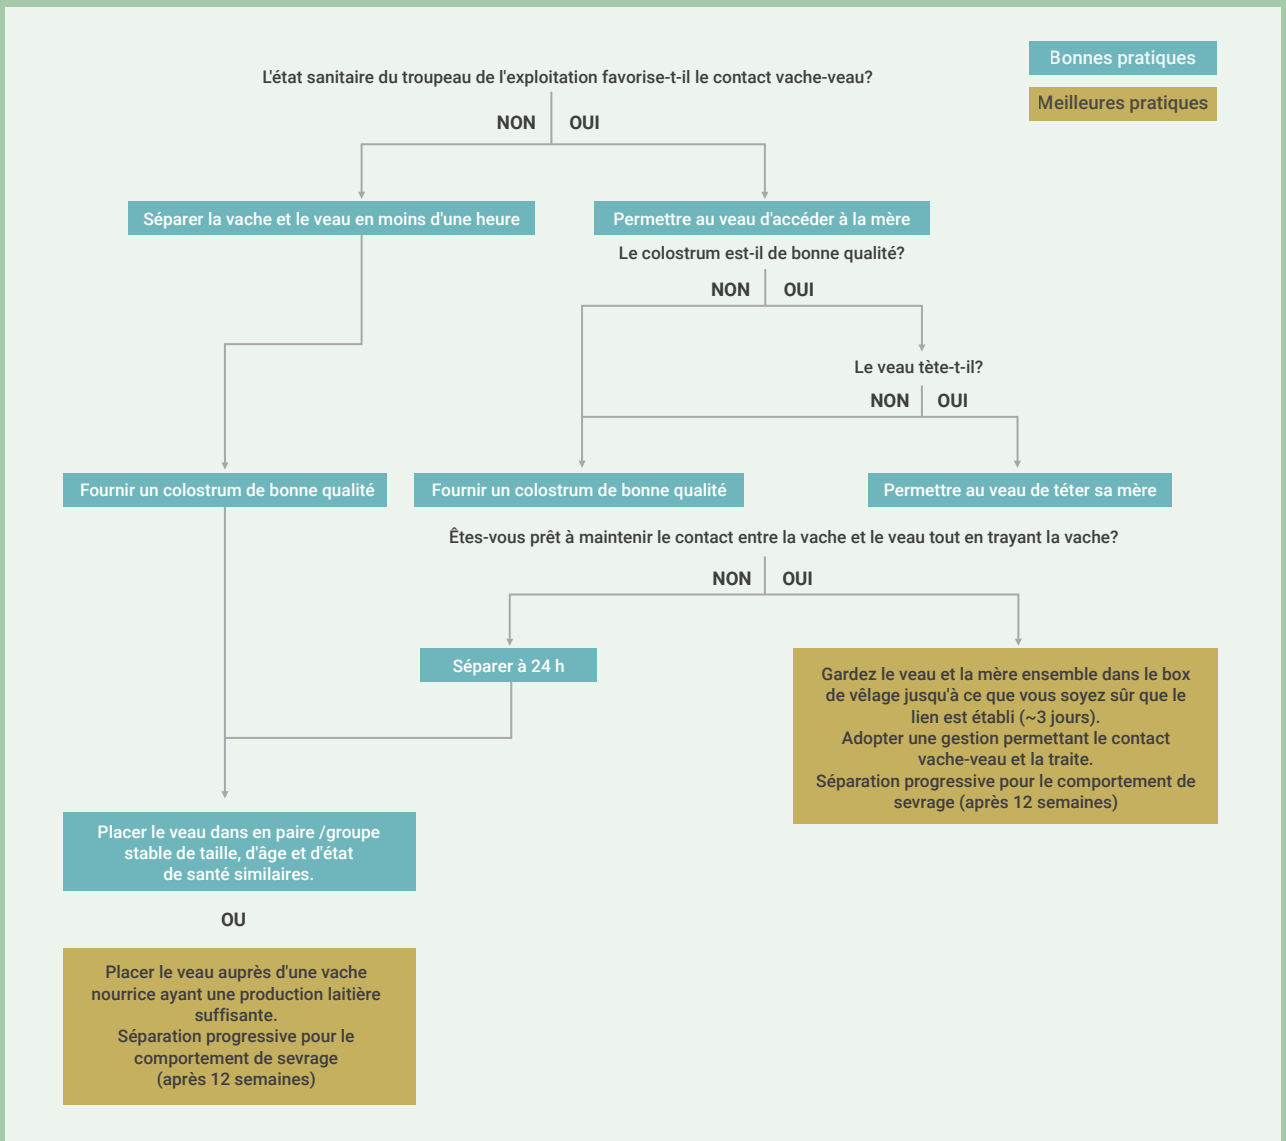 Bonnes pratiques
Meilleures pratiques
L'état sanitaire du troupeau de l'exploitation favorise-t-il le contact vache-veau?
NON OUI
Séparer la vache et le veau en moins d'une heure
Permettre au veau d'accéder à la mère
Le colostrum est-il de bonne qualité?
NON OUI
Le veau tète-t-il?
NON OUI
Fournir un colostrum de bonne qualité
Fournir un colostrum de bonne qualité
Permettre au veau de téter sa mère
Êtes-vous prêt à maintenir le contact entre la vache et le veau tout en trayant la vache?
NON OUI
Séparer à 24 h
Gardez le veau et la mère ensemble dans le box
de vêlage jusqu'à ce que vous soyez sûr que le
lien est établi (~3 jours).
Adopter une gestion permettant le contact
vache-veau et la traite.
Séparation progressive pour le comportement de
sevrage (après 12 semaines)
Placer le veau dans en paire /groupe
stable de taille, d'âge et d'état
de santé similaires.
OU
Placer le veau auprès d'une vache
nourrice ayant une production laitière
suffisante.
Séparation progressive pour le
comportement de sevrage
(après 12 semaines)